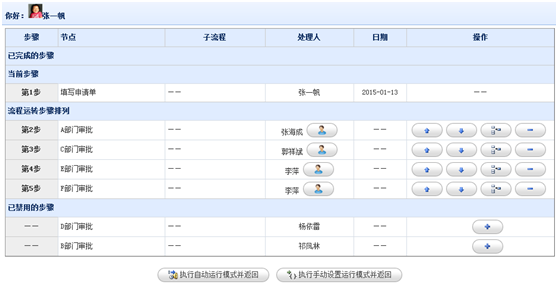 你好：张一帆
步骤 节点 子流程 处理人 日期 操作
已完成的步骤
当前步骤
第1步 填写申请单 —— 张一帆 2015-01-13 ——
流程运转步骤排列
第2步 A部门审批 —— 张海成 ——
第3步 C部门审批 —— 郭祥斌 ——
第4步 E部门审批 —— 李萍 ——
第5步 F部门审批 —— 李萍 ——
已禁用的步骤
—— D部门审批 —— 杨依雷
—— B部门审批 —— 祁凤林
执行自动运行模式并返回 执行手动设置运行模式并返回